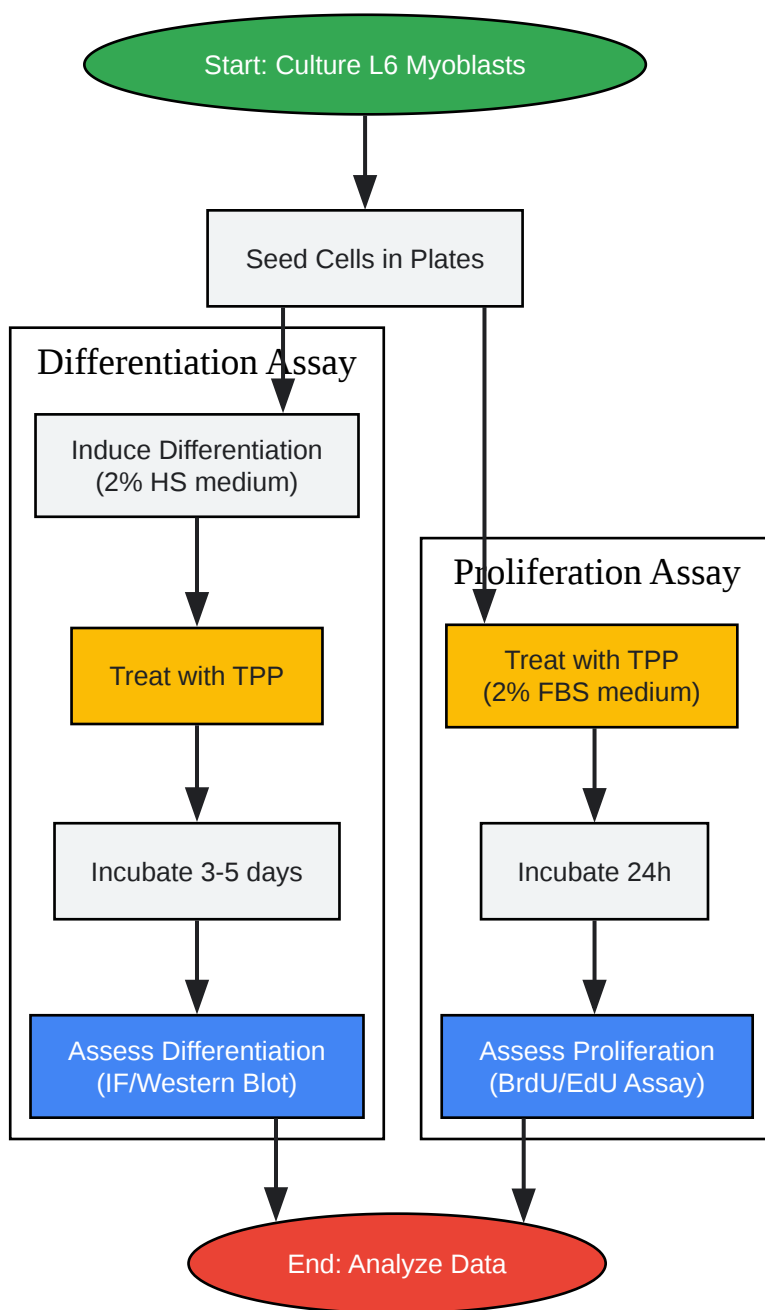 Start: Culture L6 Myoblasts
Seed Cells in Plates
Differentiation Assay
Induce Differentiation
(2% HS medium)
Treat with TPP
Incubate 3-5 days
Assess Differentiation
(IF/Western Blot)
Proliferation Assay
Treat with TPP
(2% FBS medium)
Incubate 24h
Assess Proliferation
(BrdU/EdU Assay)
End: Analyze Data